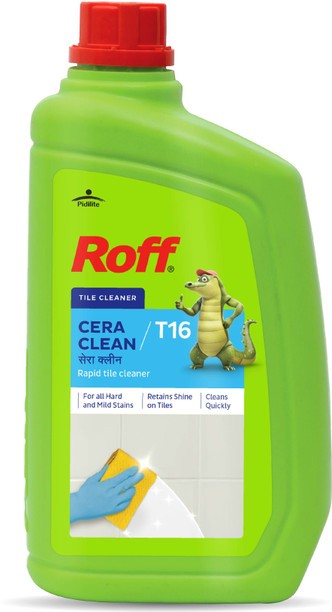 Pidilite
Roff®
TILE CLEANER
CERA
CLEAN / T16
सेरा क्लीन
Rapid tile cleaner
For all Hard
and Mild Stains
Retains Shine
on Tiles
Cleans
Quickly